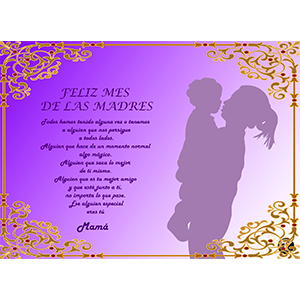 FELIZ MES
DE LAS MADRES
Todos hemos tenido alguna vez o tenemos
a alguien que nos persigue
a todos lados,
Alguien que hace de un momento normal
algo mágico.
Alguien que saca lo mejor
de ti mismo.
Alguien que es tu mejor amigo
y que está junto a ti,
no importa lo que pase.
Ese alguien especial
eres tú
Mamá